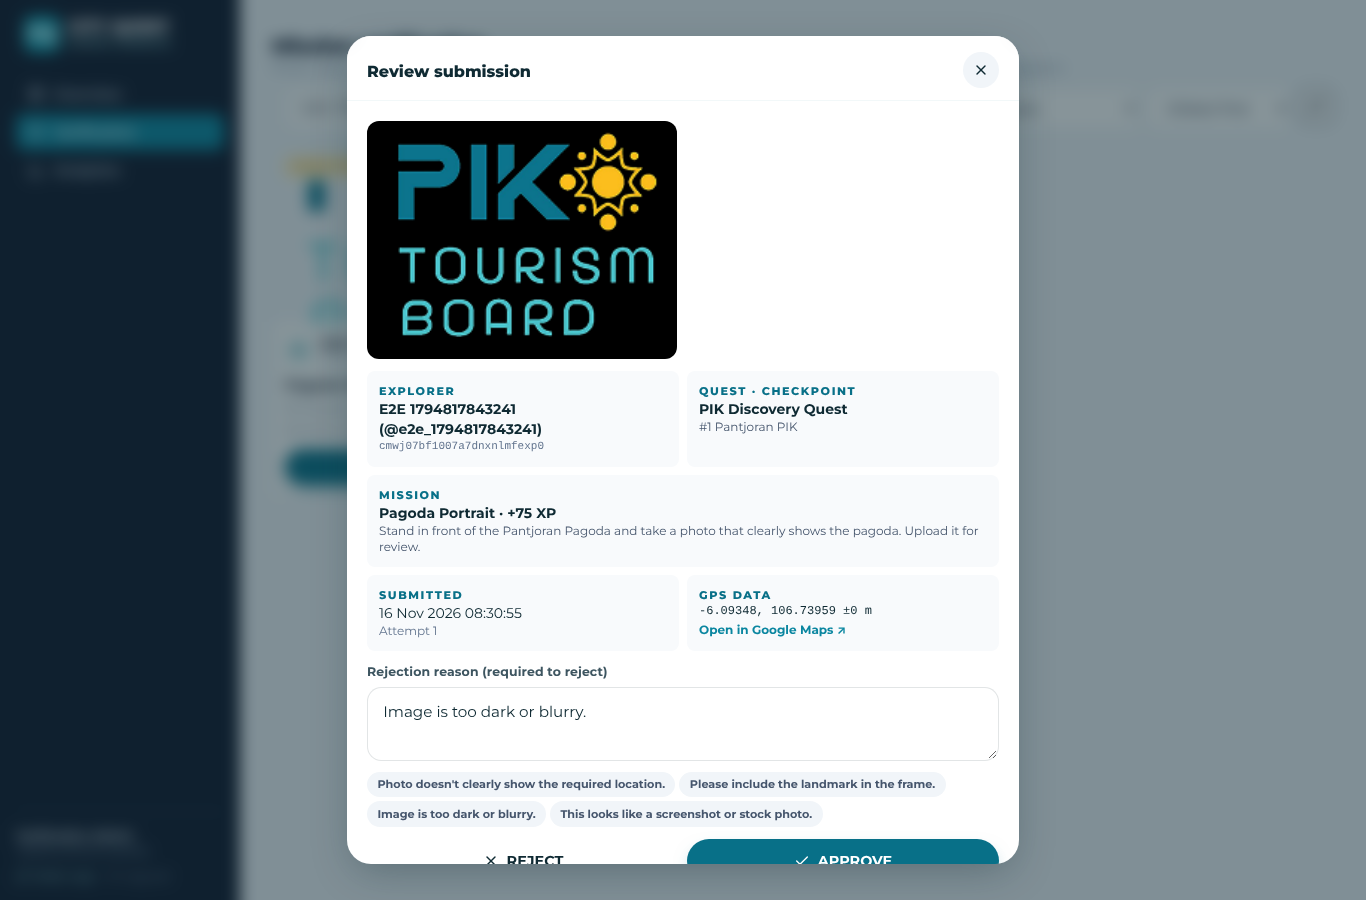 Review submission
PIK
TOURISM
BOARD
EXPLORER
E2E 1794817843241
(@e2e_1794817843241)
cmwj07bf1007a7dnxnlmfexp0
QUEST · CHECKPOINT
PIK Discovery Quest
#1 Pantjoran PIK
MISSION
Pagoda Portrait · +75 XP
Stand in front of the Pantjoran Pagoda and take a photo that clearly shows the pagoda. Upload it for
review.
SUBMITTED
16 Nov 2026 08:30:55
Attempt 1
GPS DATA
-6.09348, 106.73959 ±0 m
Open in Google Maps ↗
Rejection reason (required to reject)
Image is too dark or blurry.
Photo doesn't clearly show the required location.
Please include the landmark in the frame.
Image is too dark or blurry.
This looks like a screenshot or stock photo.
REJECT
APPROVE